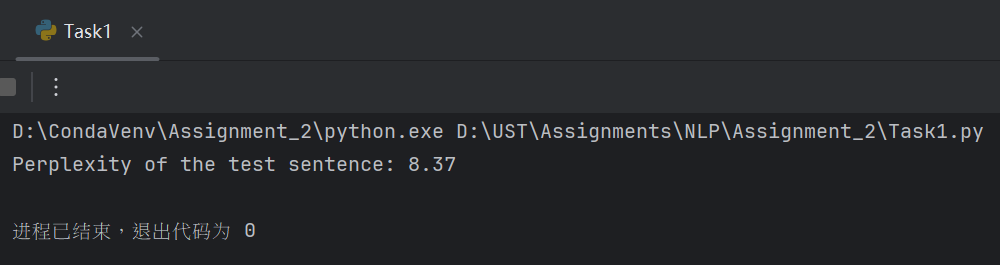 Task1
D:\CondaVenv\Assignment_2\python.exe D:\UST\Assignments\NLP\Assignment_2\Task1.py
Perplexity of the test sentence: 8.37
进程已结束，退出代码为 0